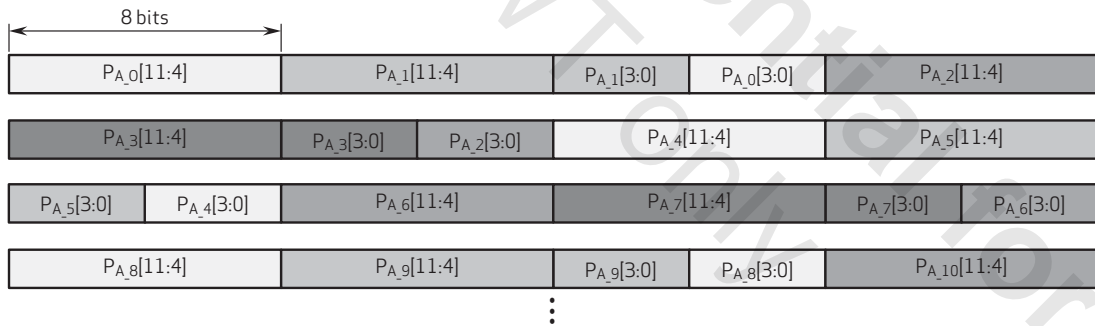 8 bits
P_A_0[11:4] P_A_1[11:4] P_A_1[3:0] P_A_0[3:0] P_A_2[11:4]
P_A_3[11:4] P_A_3[3:0] P_A_2[3:0] P_A_4[11:4] P_A_5[11:4]
P_A_5[3:0] P_A_4[3:0] P_A_6[11:4] P_A_7[11:4] P_A_7[3:0] P_A_6[3:0]
P_A_8[11:4] P_A_9[11:4] P_A_9[3:0] P_A_8[3:0] P_A_10[11:4]
ential for
T only